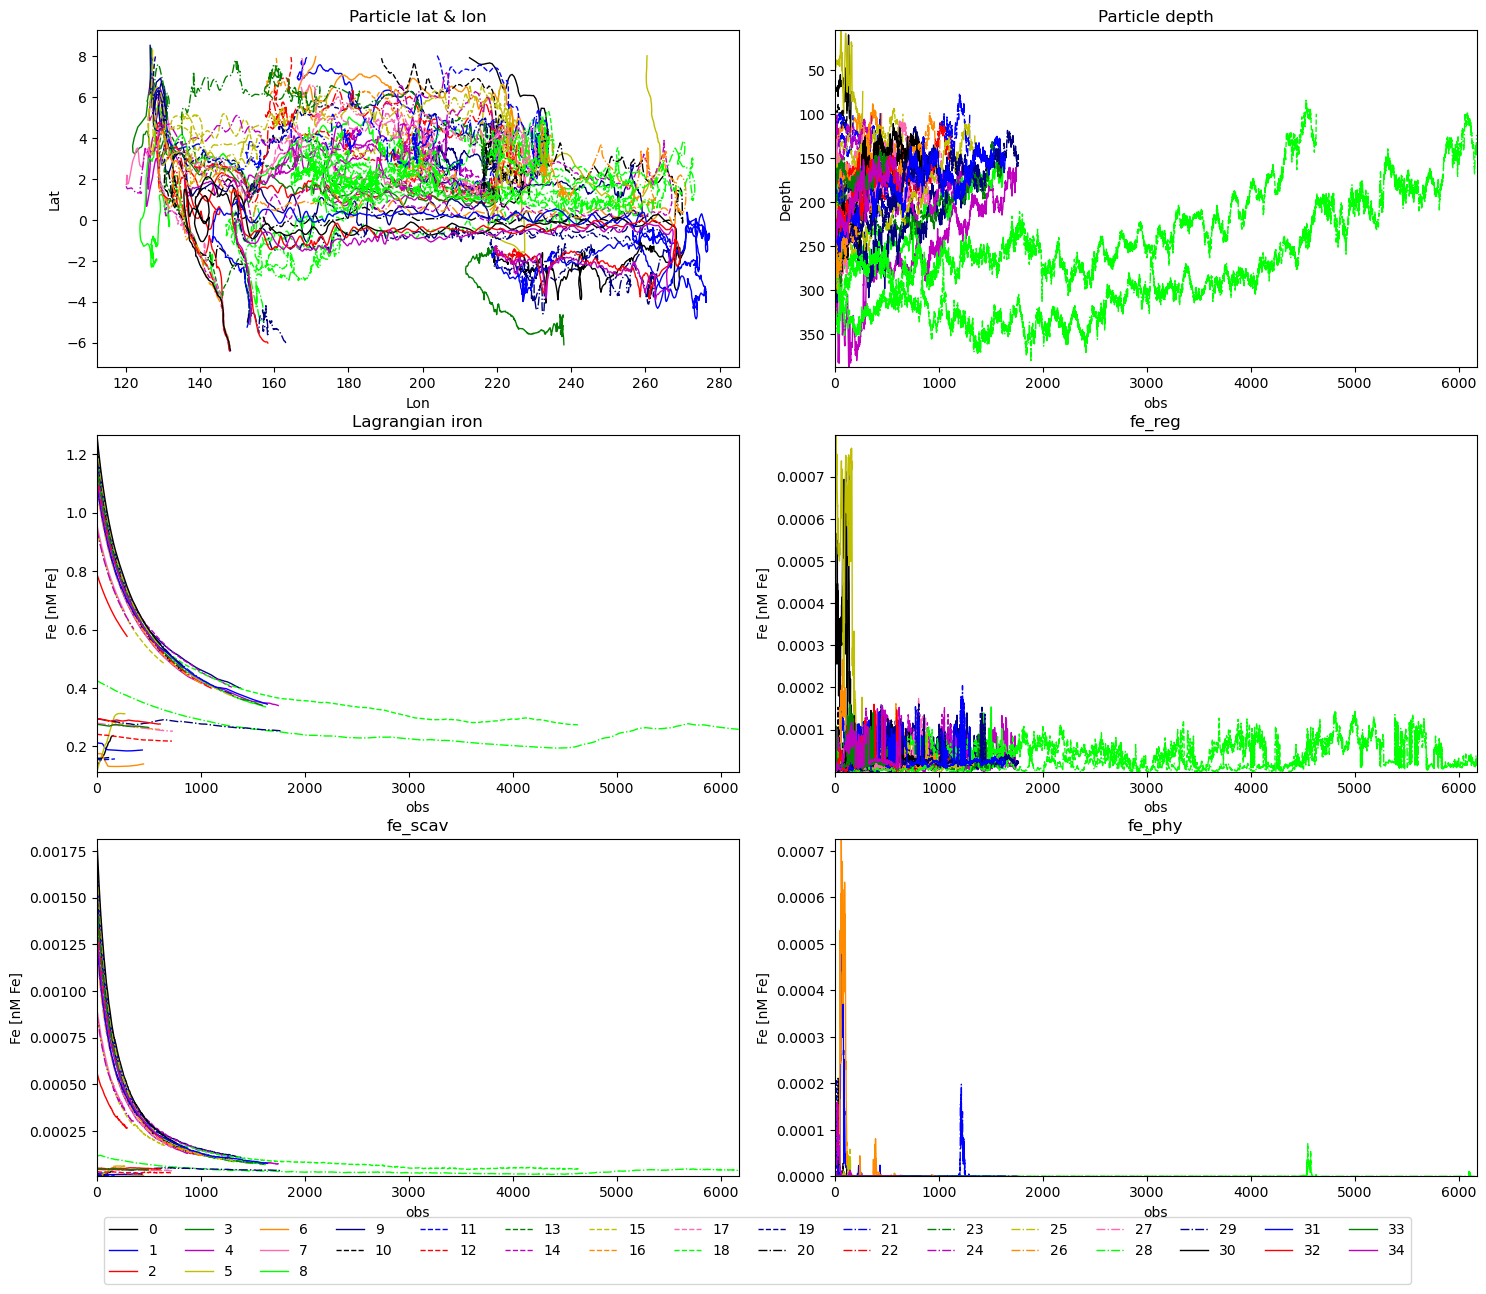 Particle lat & lon
8
6
4
2
0
−2
−4
−6
Lat
120 140 160 180 200 220 240 260 280
Lon
Particle depth
50
100
150
200
250
300
350
Depth
0 1000 2000 3000 4000 5000 6000
obs
Lagrangian iron
1.2
1.0
0.8
0.6
0.4
0.2
Fe [nM Fe]
0 1000 2000 3000 4000 5000 6000
obs
fe_reg
0.0007
0.0006
0.0005
0.0004
0.0003
0.0002
0.0001
Fe [nM Fe]
0 1000 2000 3000 4000 5000 6000
obs
fe_scav
0.00175
0.00150
0.00125
0.00100
0.00075
0.00050
0.00025
Fe [nM Fe]
0 1000 2000 3000 4000 5000 6000
obs
fe_phy
0.0007
0.0006
0.0005
0.0004
0.0003
0.0002
0.0001
0.0000
Fe [nM Fe]
0 1000 2000 3000 4000 5000 6000
obs
0 3 6 9 11 13 15 17 19 21 23 25 27 29 31 33
1 4 7 10 12 14 16 18 20 22 24 26 28 30 32 34
2 5 8